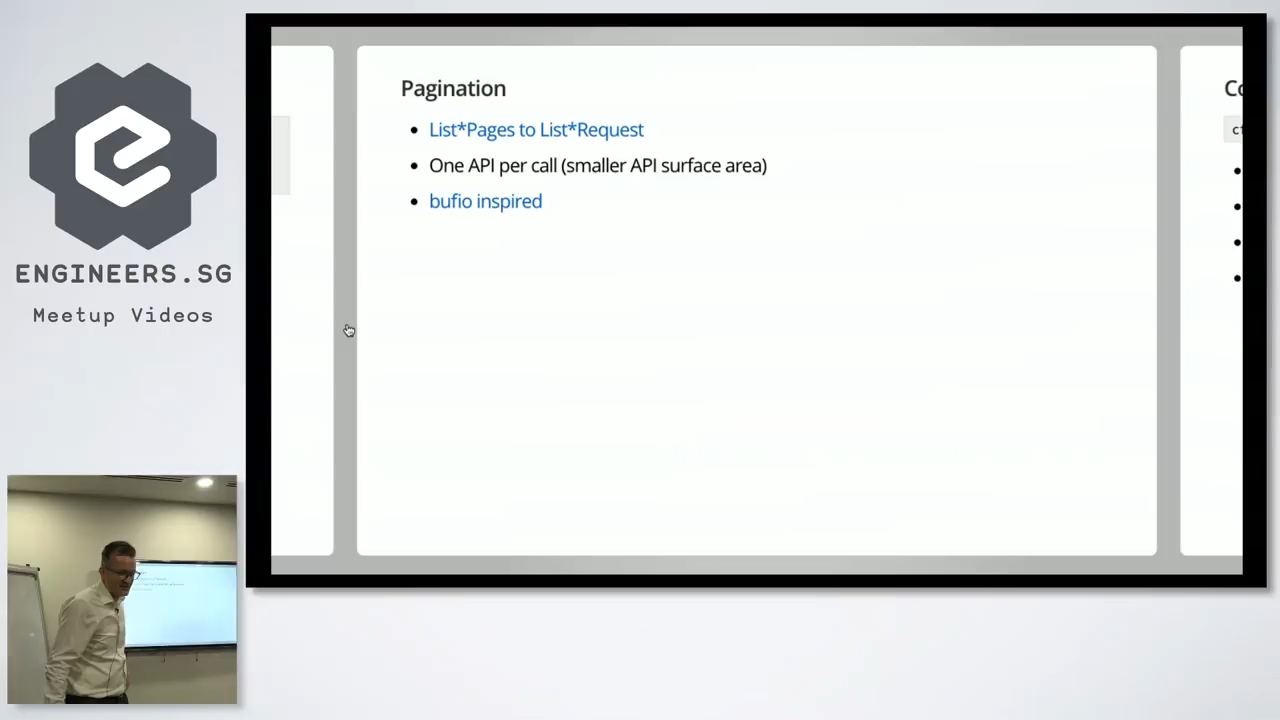 ENGINEERS.SG
Meetup Videos
Pagination
List*Pages to List*Request
One API per call (smaller API surface area)
bufio inspired